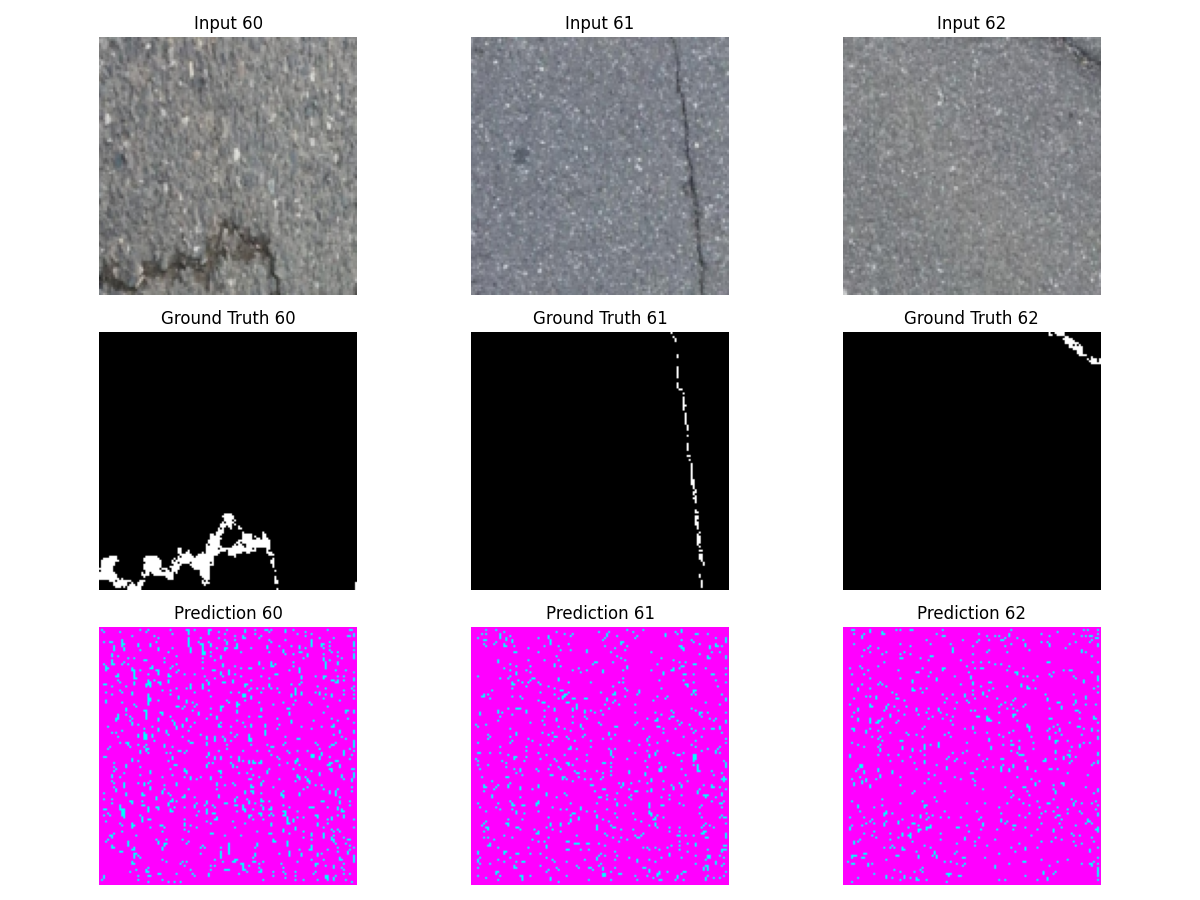 Input 60
Input 61
Input 62
Ground Truth 60
Ground Truth 61
Ground Truth 62
Prediction 60
Prediction 61
Prediction 62